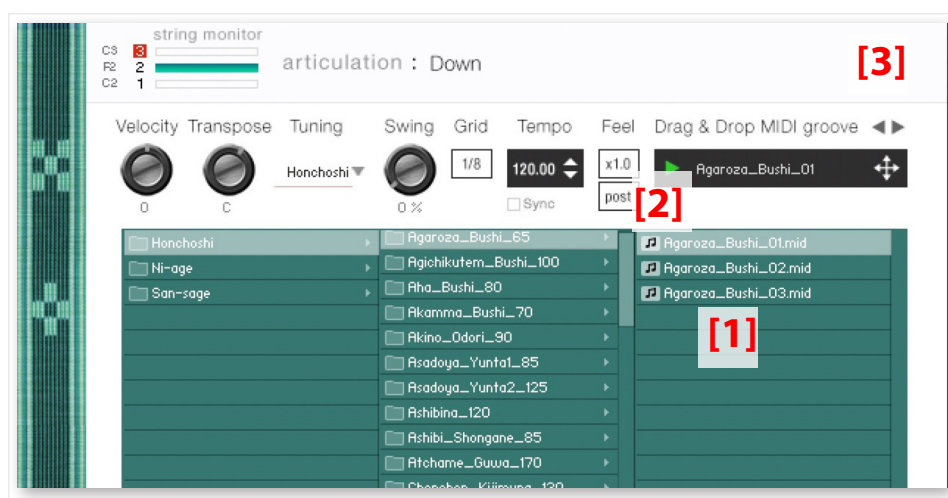 string monitor
C3 3
F2 2
C2 1
articulation : Down
[3]
Velocity Transpose Tuning Swing Grid Tempo Feel Drag & Drop MIDI groove
Honchoshi 1/8 120.00 x1.0 Agaroza_Bushi_01
0 C 0 % Sync post
[2]
Honchoshi Agaroza_Bushi_65 Agaroza_Bushi_01.mid
Ni-age Agichikutem_Bushi_100 Agaroza_Bushi_02.mid
San-sage Aha_Bushi_80 Agaroza_Bushi_03.mid
Akamma_Bushi_70
[1]
Akino_Odori_90
Asadoya_Yunta1_85
Asadoya_Yunta2_125
Ashibina_120
Ashibi_Shongane_85
Atchame_Guwa_170